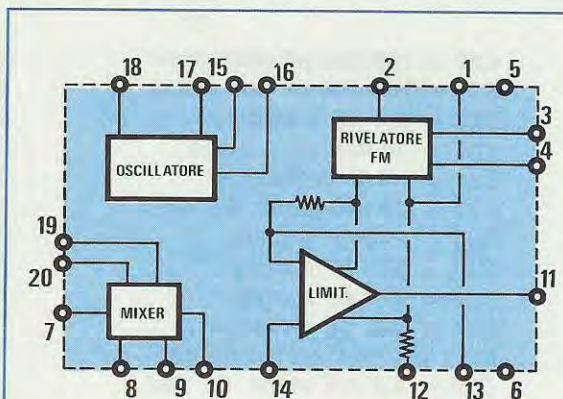 18 17 15 16 2 1 5
3
OSCILLATORE
RIVELATORE
FM
4
19
20
LIMIT.
11
MIXER
7
8 9 10 14 12 13 6